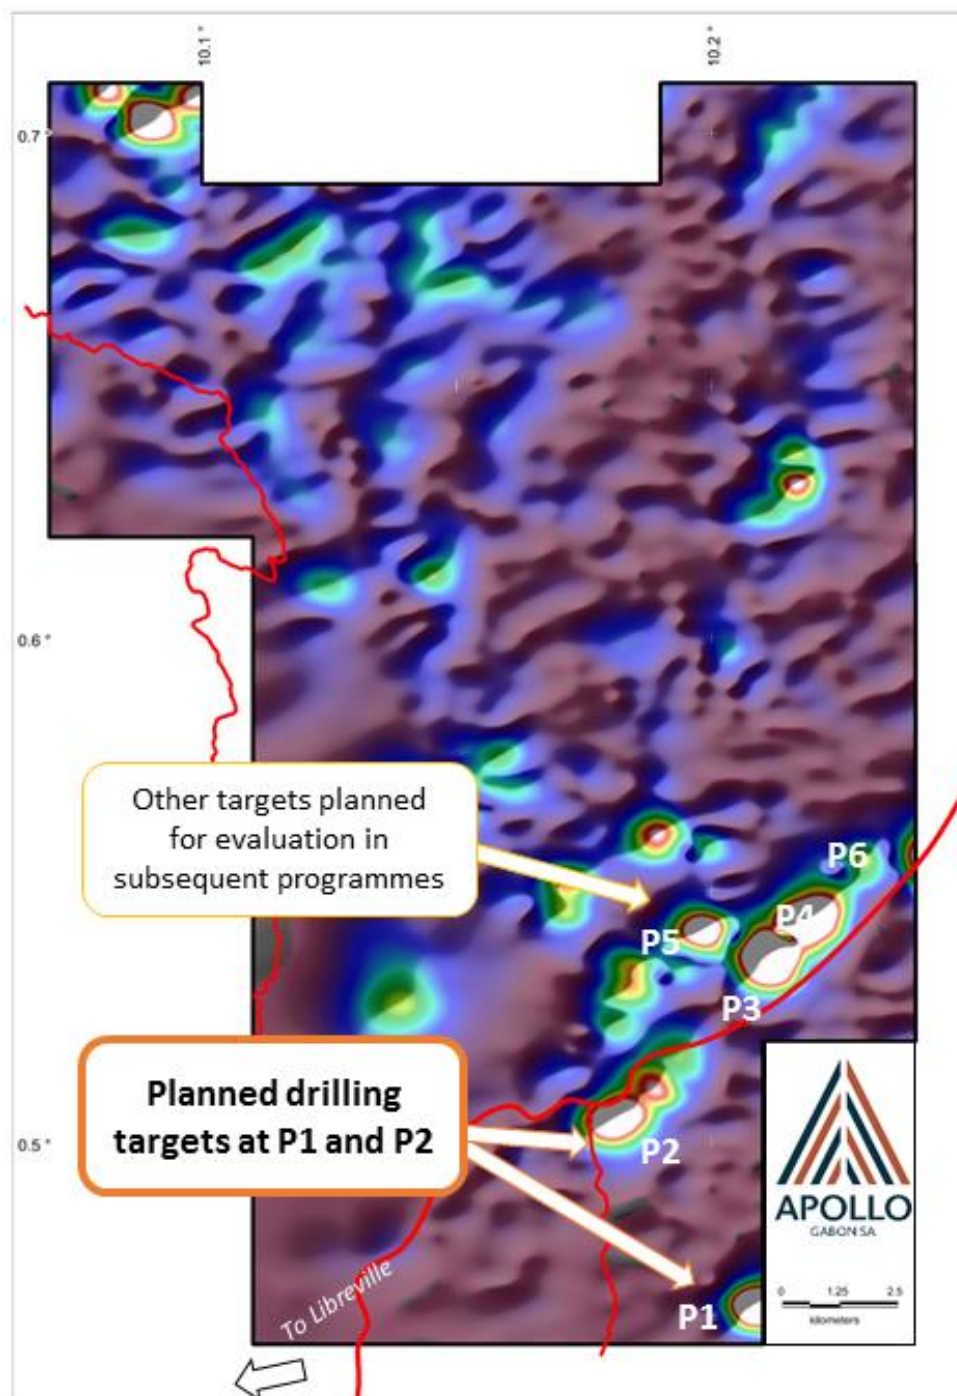 10.1 °
10.2 °
0.7 °
0.6 °
Other targets planned
for evaluation in
subsequent programmes
P6
P4
P5
P3
Planned drilling
targets at P1 and P2
0.5 °
P2
APOLLO
GABON SA
0 1.25 2.5
kilometers
To Libreville
P1